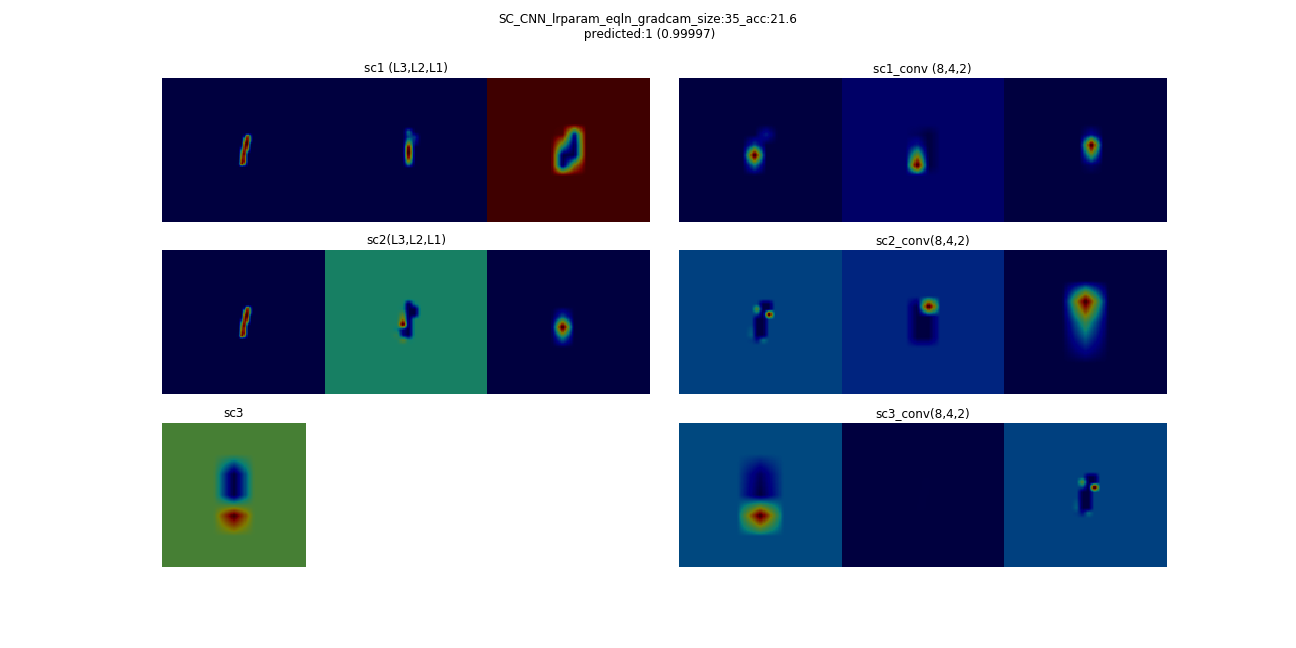 SC_CNN_lrparam_eqln_gradcam_size:35_acc:21.6
predicted:1 (0.99997)
sc1 (L3,L2,L1)
sc1_conv (8,4,2)
sc2(L3,L2,L1)
sc2_conv(8,4,2)
sc3
sc3_conv(8,4,2)